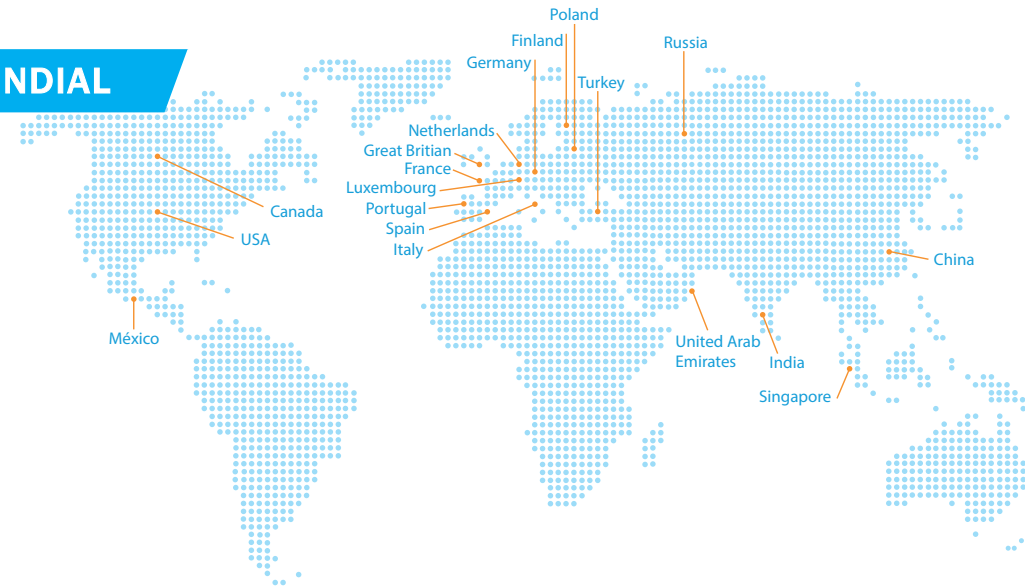 NDIAL
Poland
Finland
Russia
Germany
Turkey
Netherlands
Great Britian
France
Luxembourg
Canada
Portugal
Spain
USA
Italy
China
México
United Arab
Emirates
India
Singapore